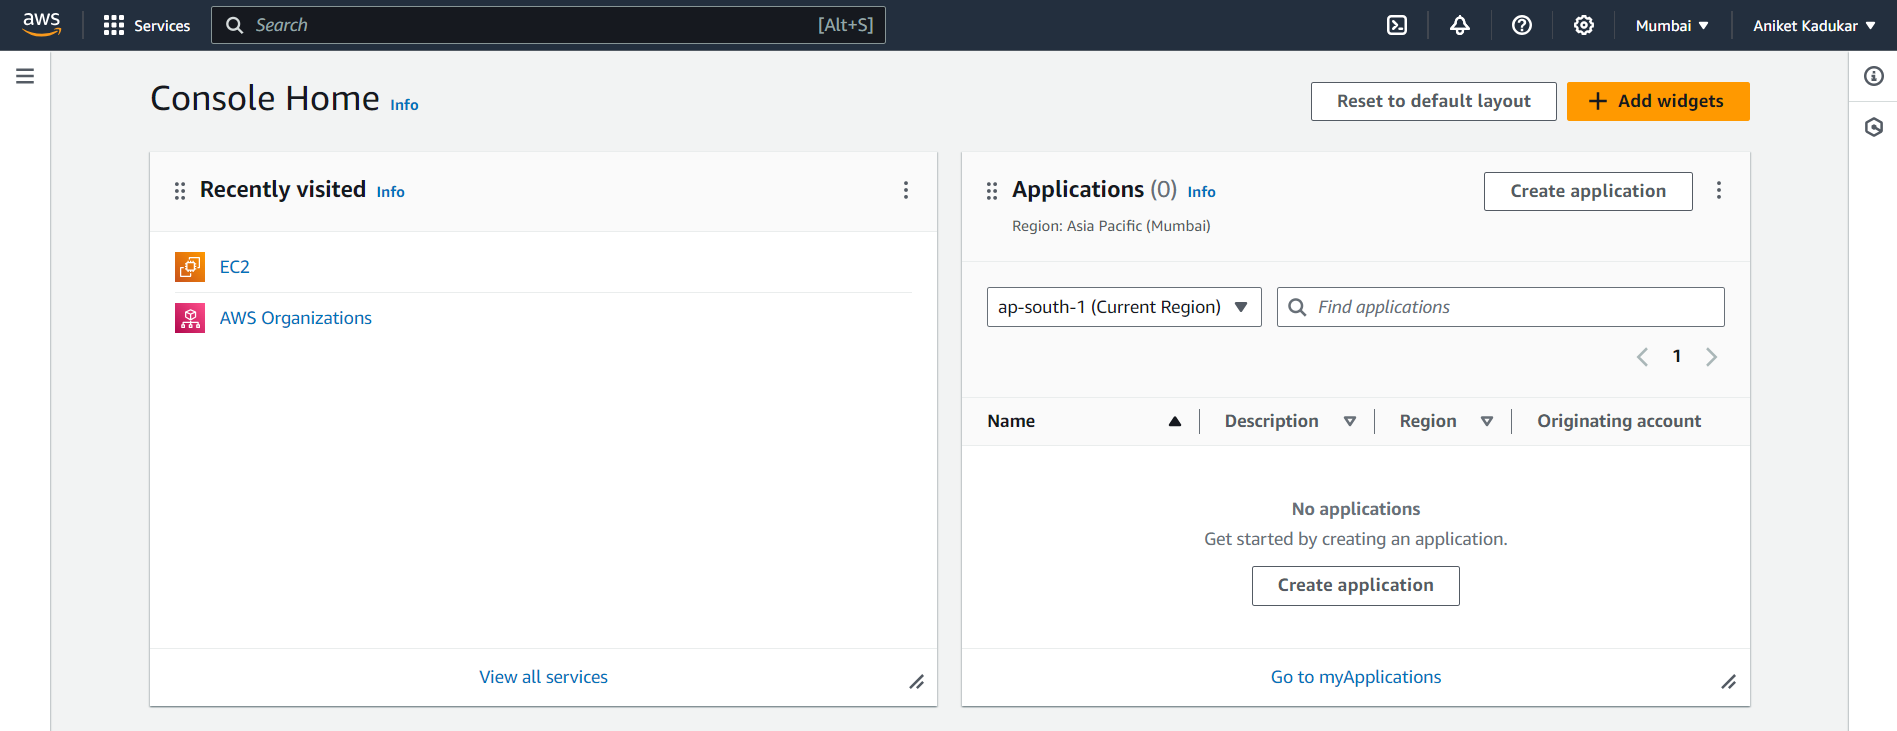 aws Services Search [Alt+S] Mumbai Aniket Kadukar
Console Home Info Reset to default layout Add widgets
Recently visited Info
EC2
AWS Organizations
View all services
Applications (0) Info Create application
Region: Asia Pacific (Mumbai)
ap-south-1 (Current Region) Find applications
1
Name Description Region Originating account
No applications
Get started by creating an application.
Create application
Go to myApplications